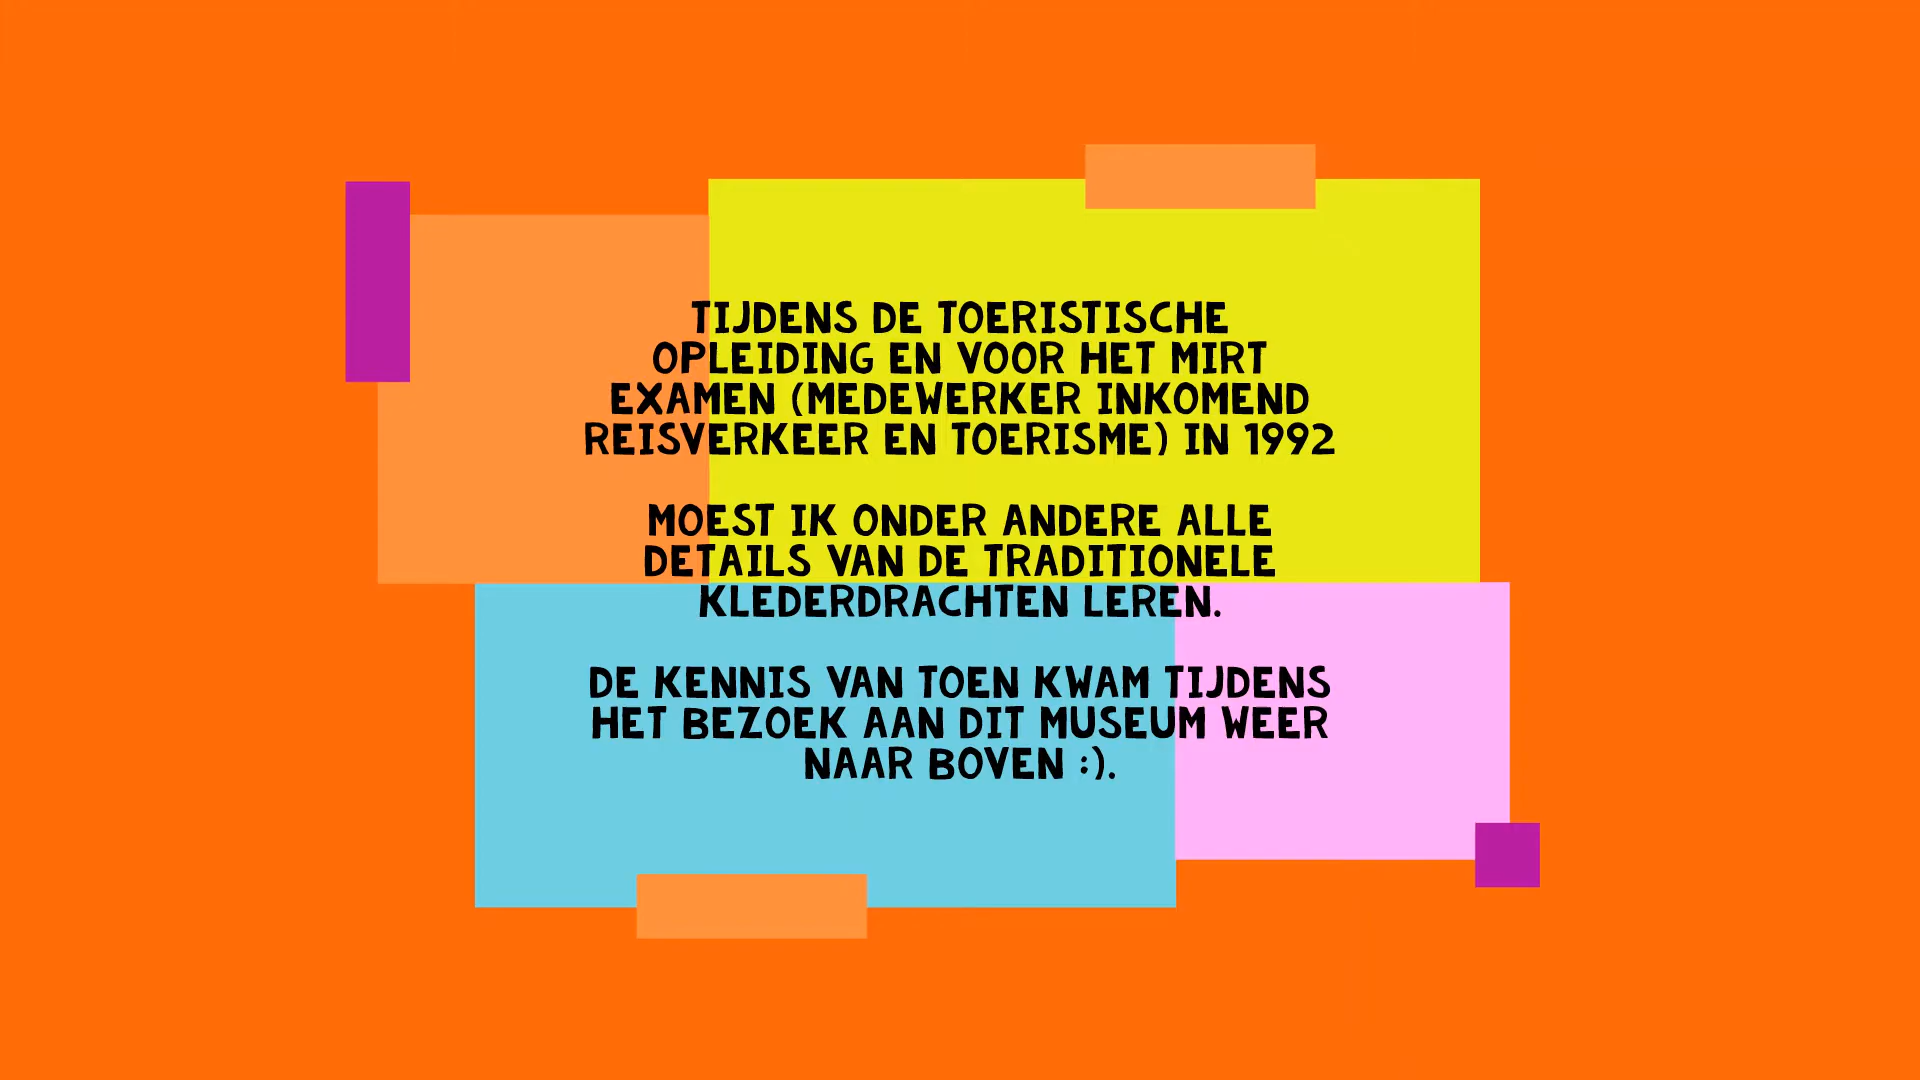 TIJDENS DE TOERISTISCHE
OPLEIDING EN VOOR HET MIRT
EXAMEN (MEDEWERKER INKOMEND
REISVERKEER EN TOERISME) IN 1992
MOEST IK ONDER ANDERE ALLE
DETAILS VAN DE TRADITIONELE
KLEDERDRACHTEN LEREN.
DE KENNIS VAN TOEN KWAM TIJDENS
HET BEZOEK AAN DIT MUSEUM WEER
NAAR BOVEN :).